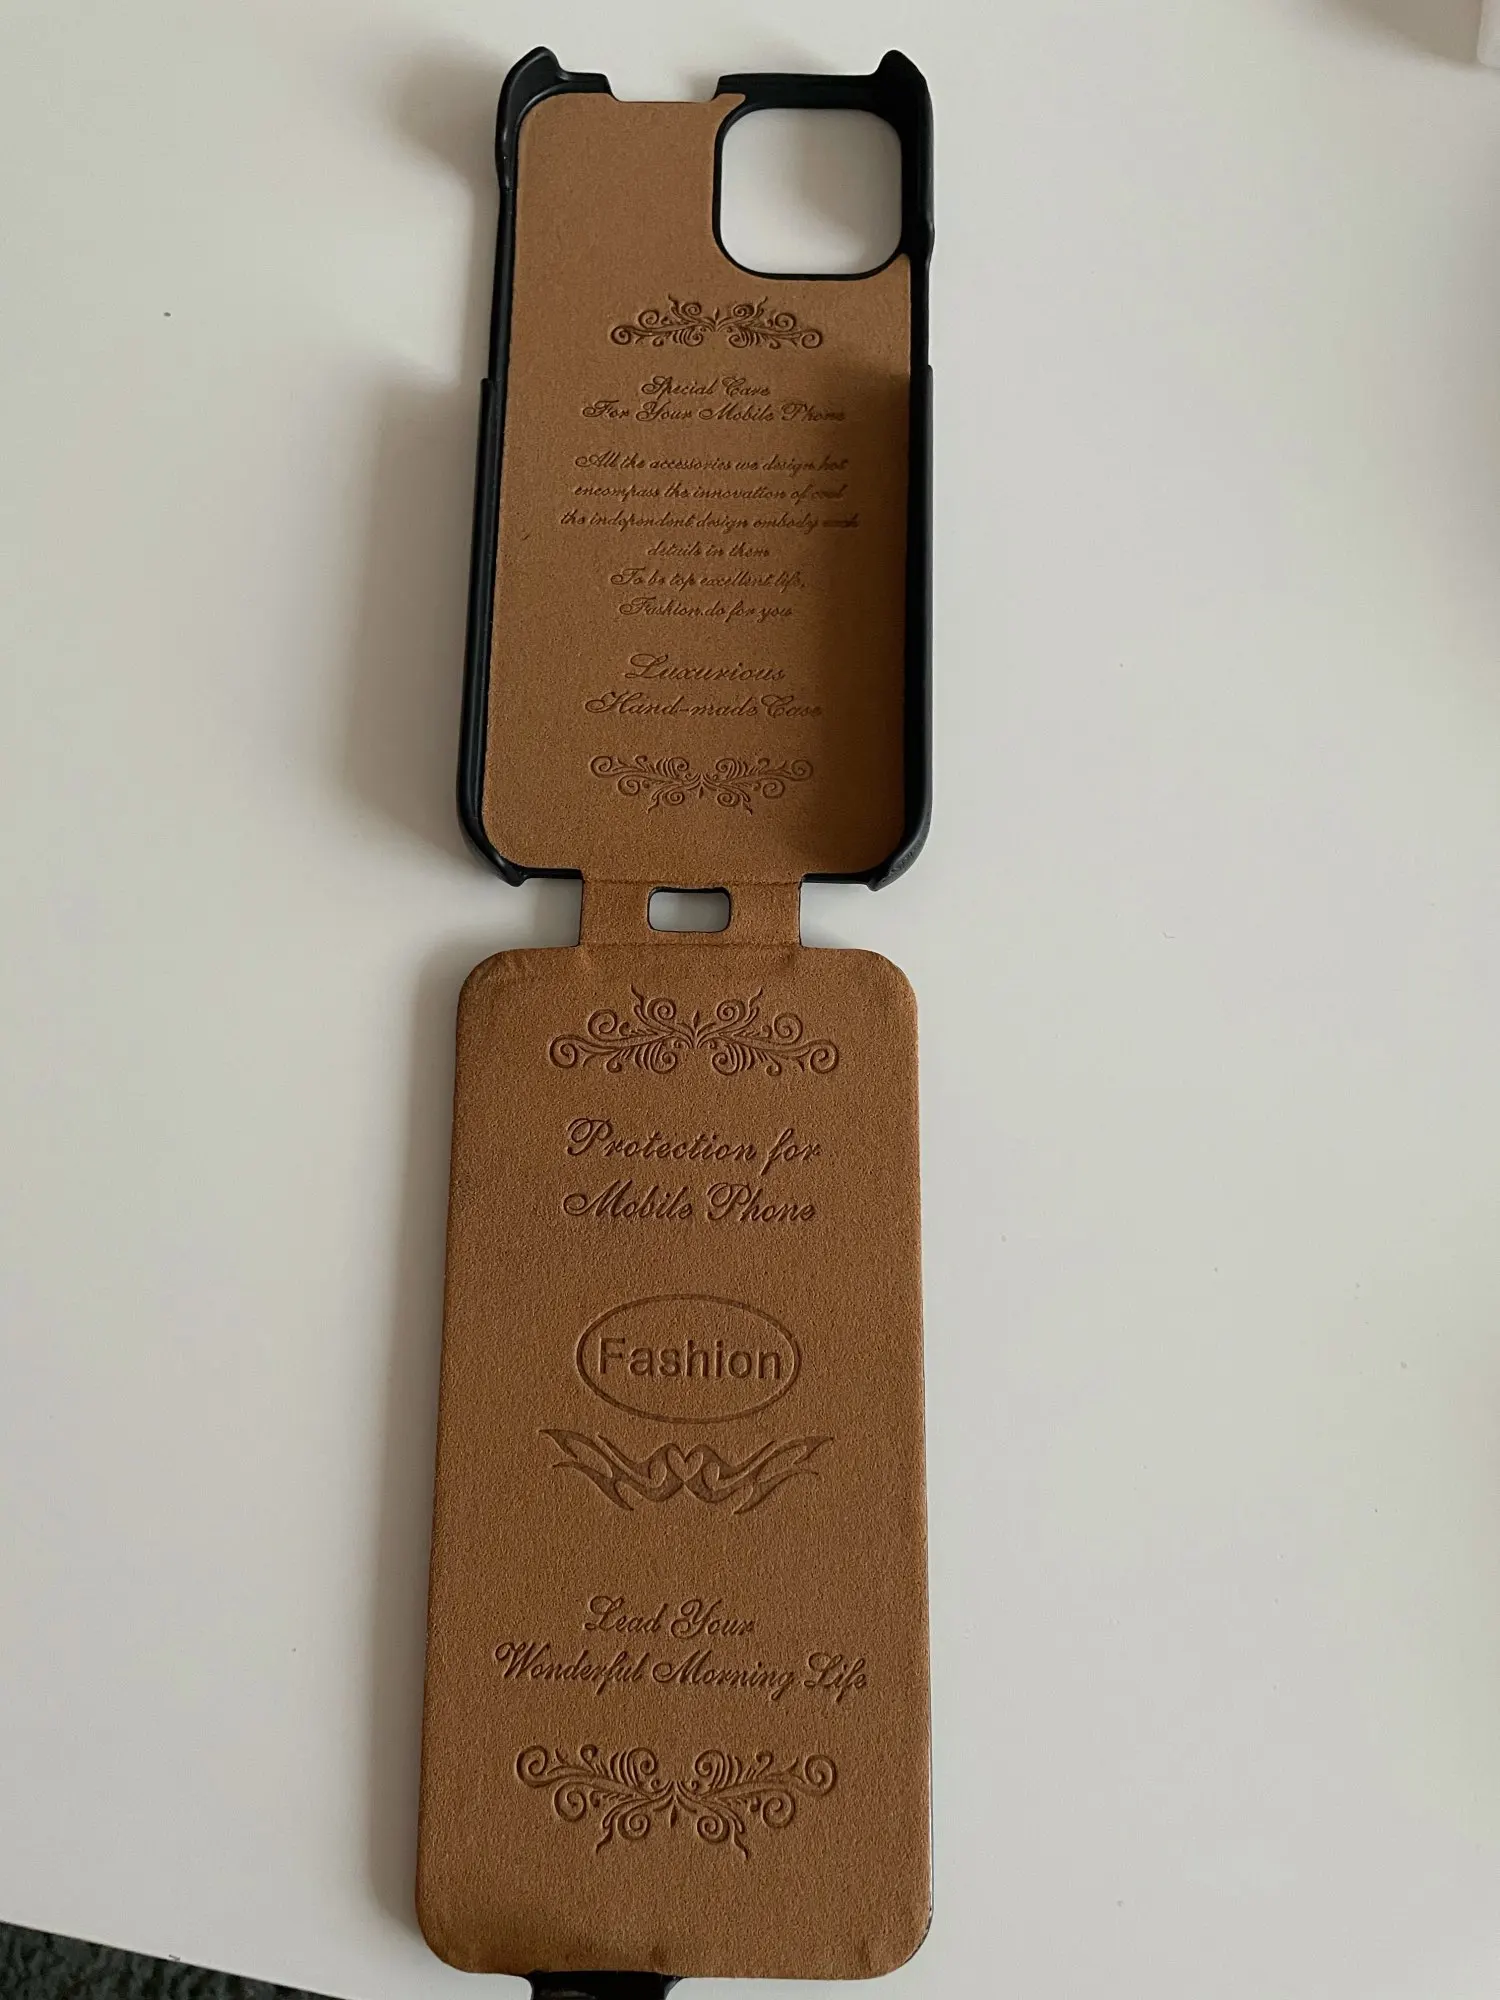 Special Care
For Your Mobile Phone
All the accessories we design hot
encompass the innovation of cool
the independent design embody each
details in them
To be top excellent life,
Fashion.do for you
Luxurious
Hand-made Case
Protection for
Mobile Phone
Fashion
Lead Your
Wonderful Morning Life